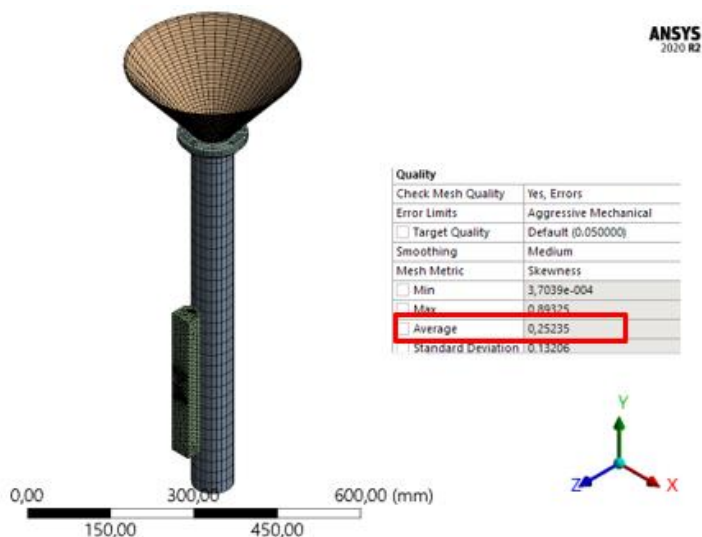 ANSYS
2020 R2
Quality
Check Mesh Quality Yes, Errors
Error Limits Aggressive Mechanical
Target Quality Default (0.050000)
Smoothing Medium
Mesh Metric Skewness
Min 3,7039e-004
Max 0,89325
Average 0,25235
Standard Deviation 0,13206
Y
Z X
0,00 300,00 600,00 (mm)
150,00 450,00